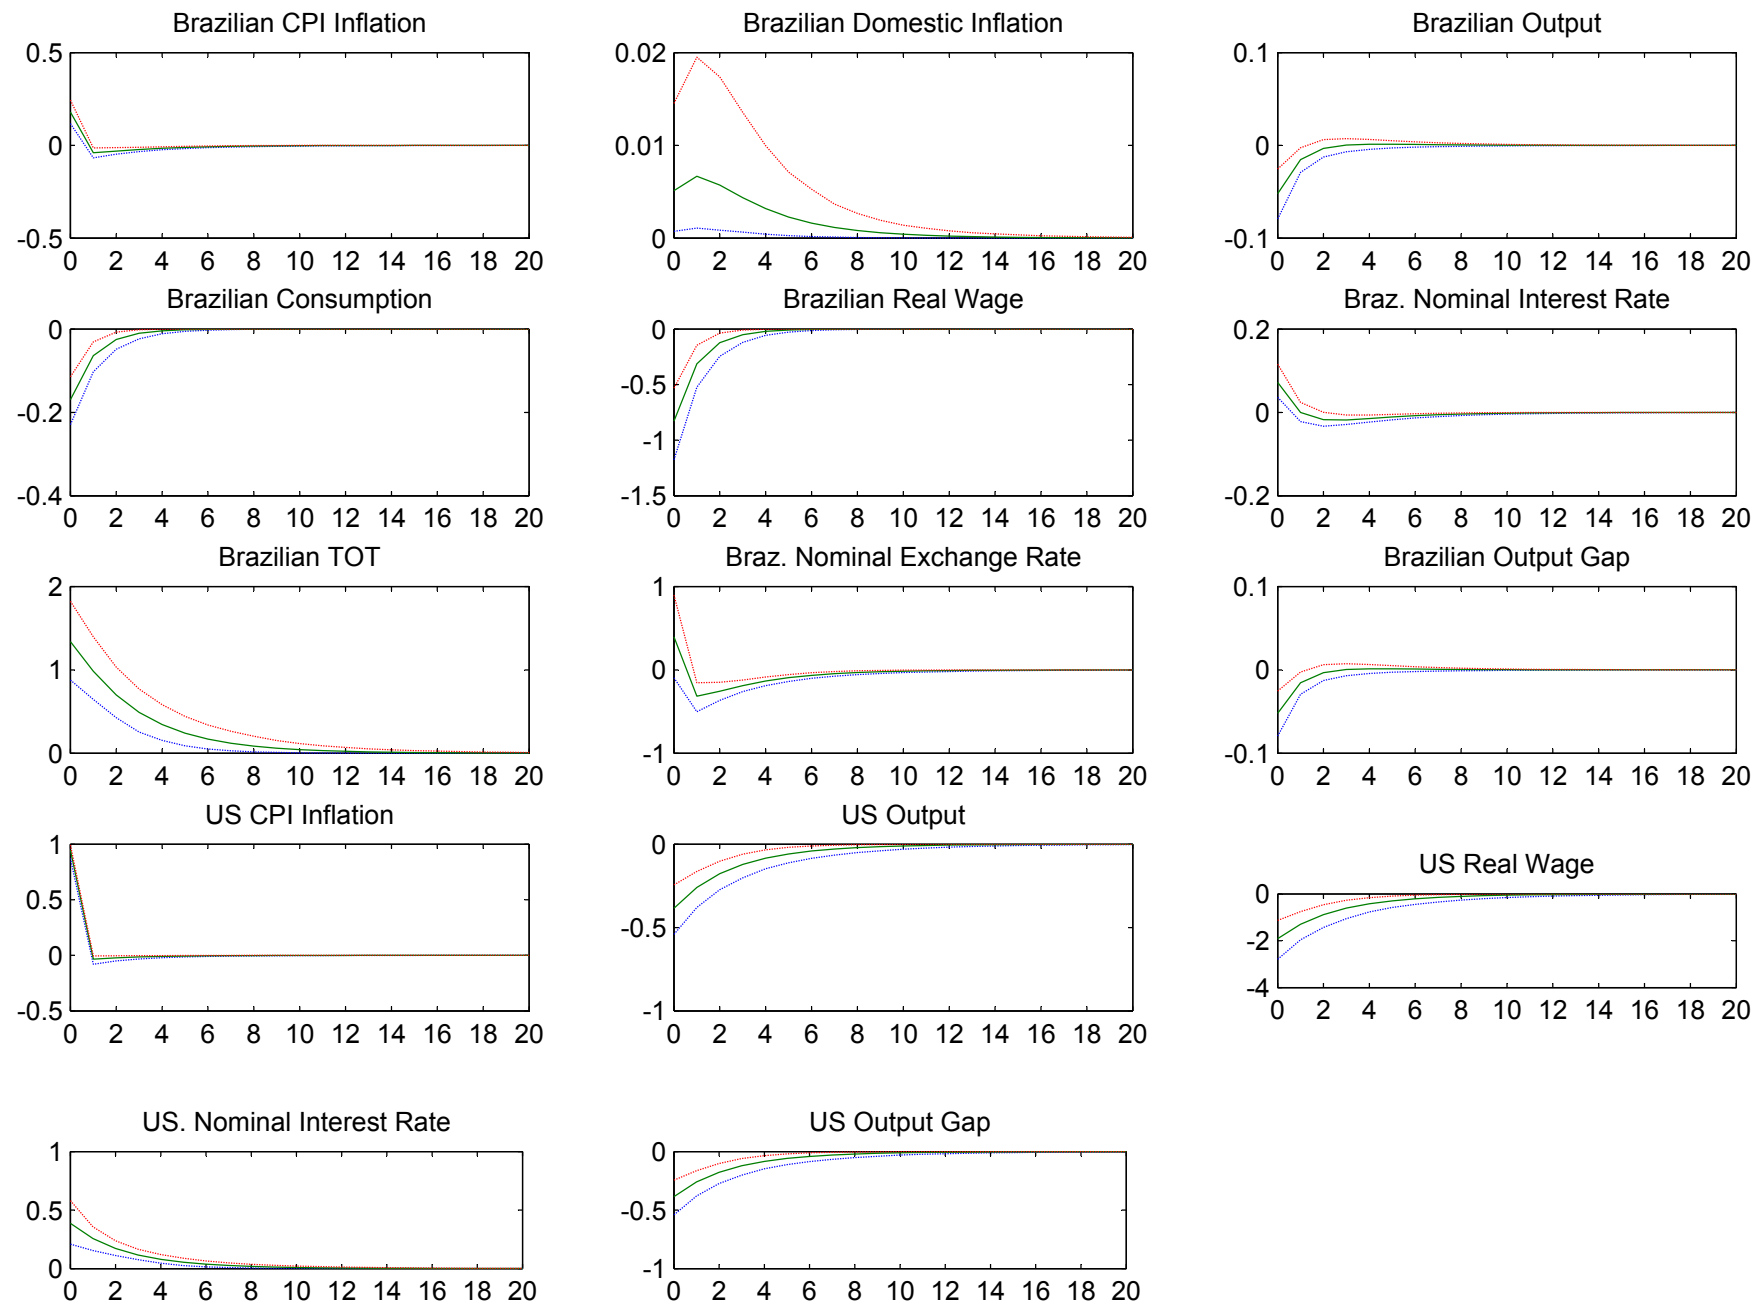 Brazilian CPI Inflation
Brazilian Domestic Inflation
Brazilian Output
0.5
0
-0.5
0 2 4 6 8 10 12 14 16 18 20
0.02
0.01
0
0 2 4 6 8 10 12 14 16 18 20
0.1
0
-0.1
0 2 4 6 8 10 12 14 16 18 20
Brazilian Consumption
Brazilian Real Wage
Braz. Nominal Interest Rate
0
-0.2
-0.4
0 2 4 6 8 10 12 14 16 18 20
0
-0.5
-1
-1.5
0 2 4 6 8 10 12 14 16 18 20
0.2
0
-0.2
0 2 4 6 8 10 12 14 16 18 20
Brazilian TOT
Braz. Nominal Exchange Rate
Brazilian Output Gap
2
1
0
0 2 4 6 8 10 12 14 16 18 20
1
0
-1
0 2 4 6 8 10 12 14 16 18 20
0.1
0
-0.1
0 2 4 6 8 10 12 14 16 18 20
US CPI Inflation
US Output
US Real Wage
1
0.5
0
-0.5
0 2 4 6 8 10 12 14 16 18 20
0
-0.5
-1
0 2 4 6 8 10 12 14 16 18 20
0
-2
-4
0 2 4 6 8 10 12 14 16 18 20
US. Nominal Interest Rate
US Output Gap
1
0.5
0
0 2 4 6 8 10 12 14 16 18 20
0
-0.5
-1
0 2 4 6 8 10 12 14 16 18 20